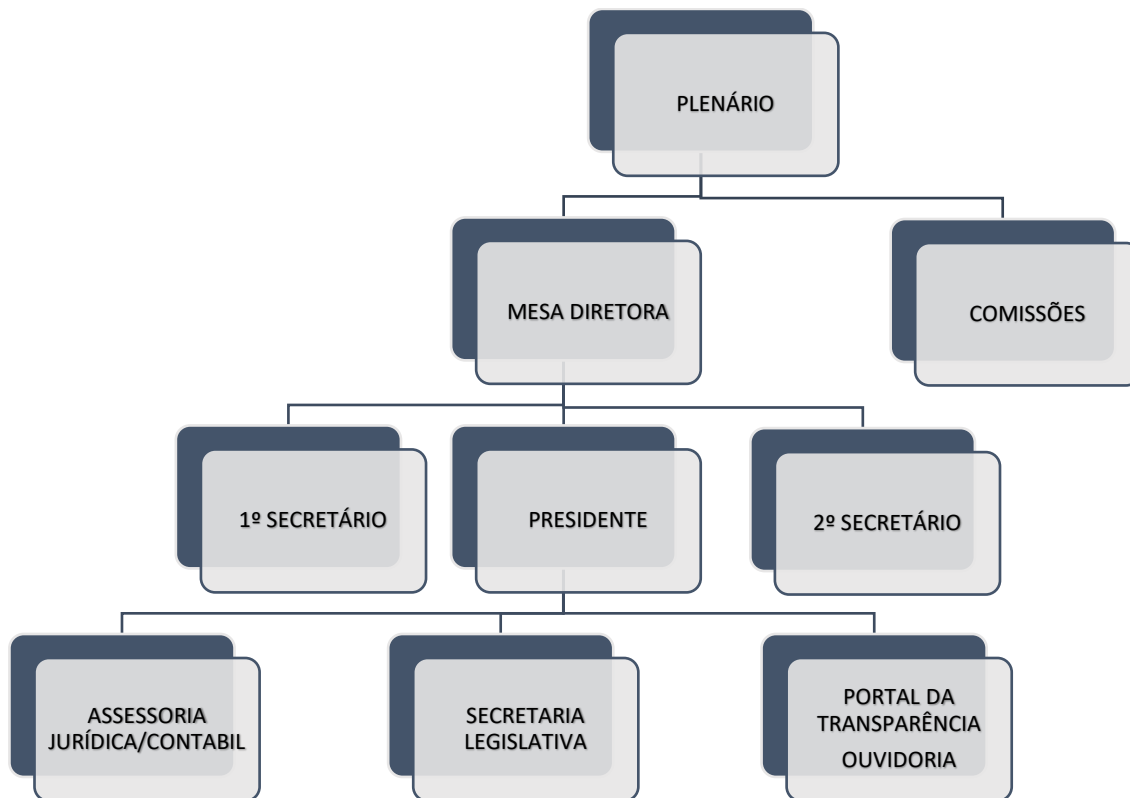 PLENÁRIO
MESA DIRETORA
COMISSÕES
1º SECRETÁRIO
PRESIDENTE
2º SECRETÁRIO
ASSESSORIA
JURÍDICA/CONTABIL
SECRETARIA
LEGISLATIVA
PORTAL DA
TRANSPARÊNCIA
OUVIDORIA